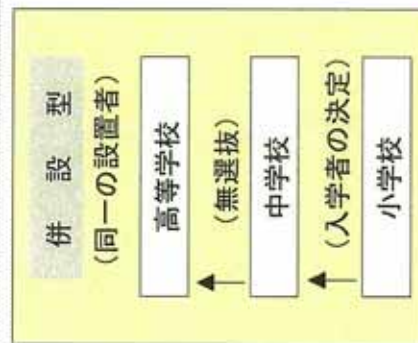 併設型
(同一の設置者)
高等学校
(無選抜)
中学校
(入学者の決定)
小学校